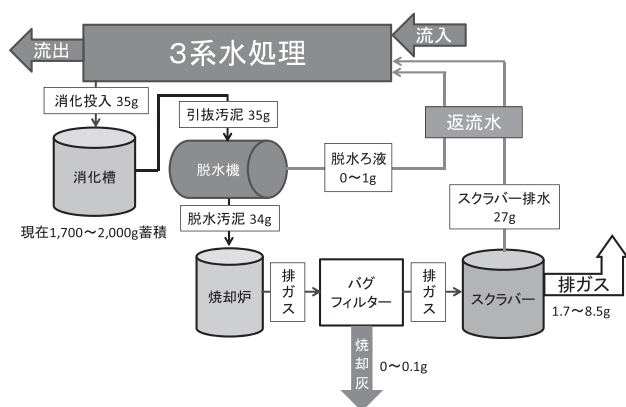 流入
流出
3系水処理
消化投入 35g
引抜汚泥 35g
返流水
消化槽
脱水機
脱水ろ液
0～1g
現在1,700～2,000g蓄積
脱水汚泥 34g
スクラバー排水
27g
焼却炉
排ガス
バグ
フィルター
排ガス
スクラバー
排ガス
1.7～8.5g
焼却灰
0～0.1g